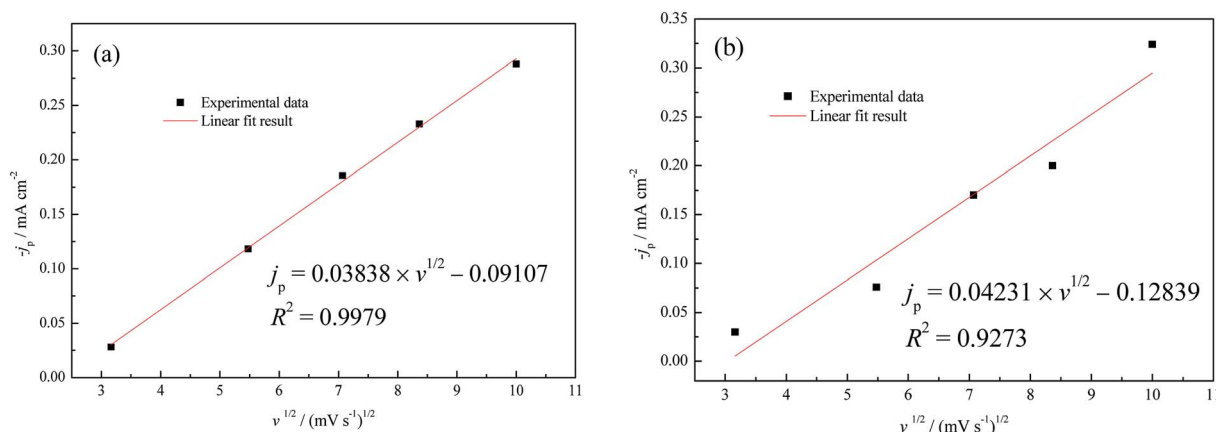 (a)
Experimental data
Linear fit result
j_p = 0.03838 × v^1/2 − 0.09107
R^2 = 0.9979
-j_p / mA cm^-2
0.30
0.25
0.20
0.15
0.10
0.05
0.00
3 4 5 6 7 8 9 10 11
v^1/2 / (mV s^-1)^1/2
(b)
Experimental data
Linear fit result
j_p = 0.04231 × v^1/2 − 0.12839
R^2 = 0.9273
-j_p / mA cm^-2
0.35
0.30
0.25
0.20
0.15
0.10
0.05
0.00
3 4 5 6 7 8 9 10 11
v^1/2 / (mV s^-1)^1/2